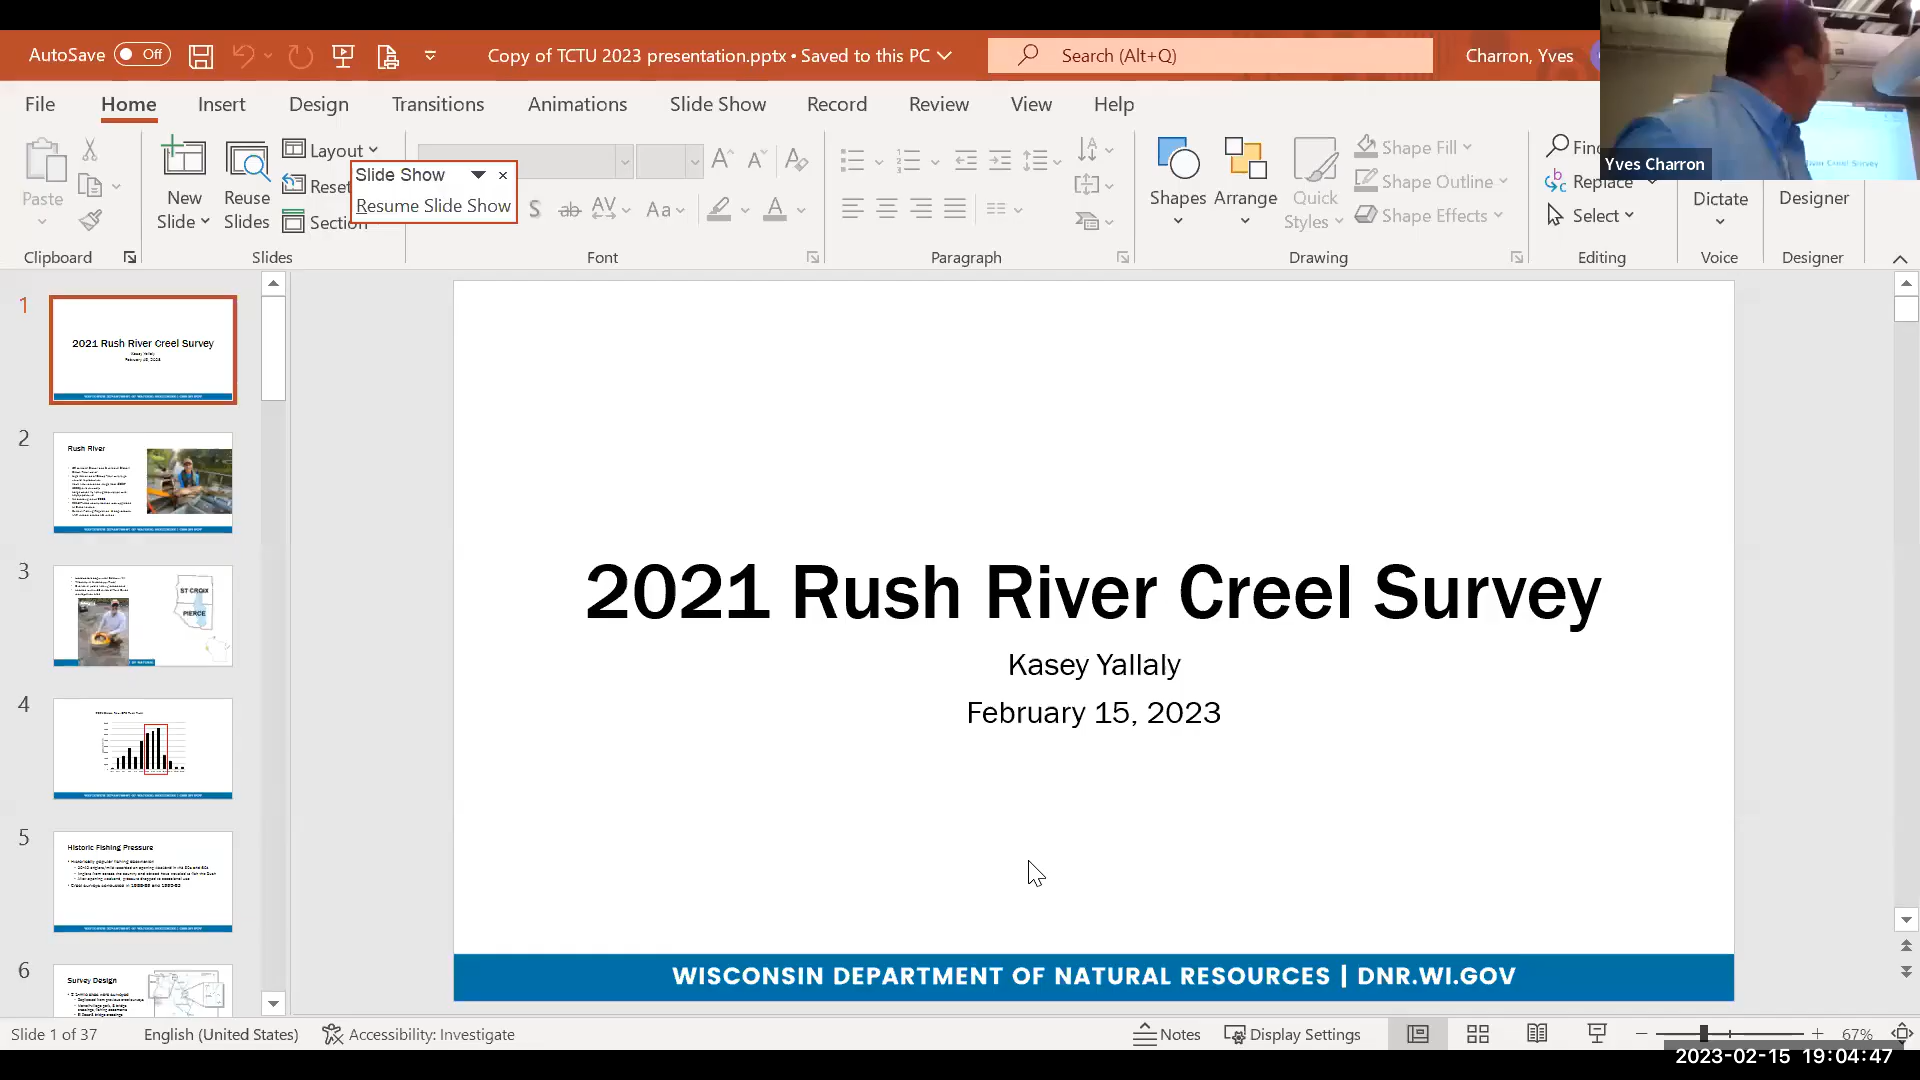 AutoSave Off
Copy of TCTU 2023 presentation.pptx • Saved to this PC
Search (Alt+Q)
Charron, Yves
File Home Insert Design Transitions Animations Slide Show Record Review View Help
Paste
New Slide
Reuse Slides
Layout
Reset
Section
Slide Show
Resume Slide Show
Aa
Shapes
Arrange
Quick Styles
Shape Fill
Shape Outline
Shape Effects
Replace
Select
Dictate
Designer
Clipboard Slides Font Paragraph Drawing Editing Voice Designer
Yves Charron
1
2021 Rush River Creel Survey
Kasey Yallaly
February 15, 2023
2
Rush River
3
ST CROIX
PIERCE
4
5
Historic Fishing Pressure
6
Survey Design
2021 Rush River Creel Survey
Kasey Yallaly
February 15, 2023
WISCONSIN DEPARTMENT OF NATURAL RESOURCES | DNR.WI.GOV
Slide 1 of 37 English (United States) Accessibility: Investigate Notes Display Settings 67%
2023-02-15 19:04:47